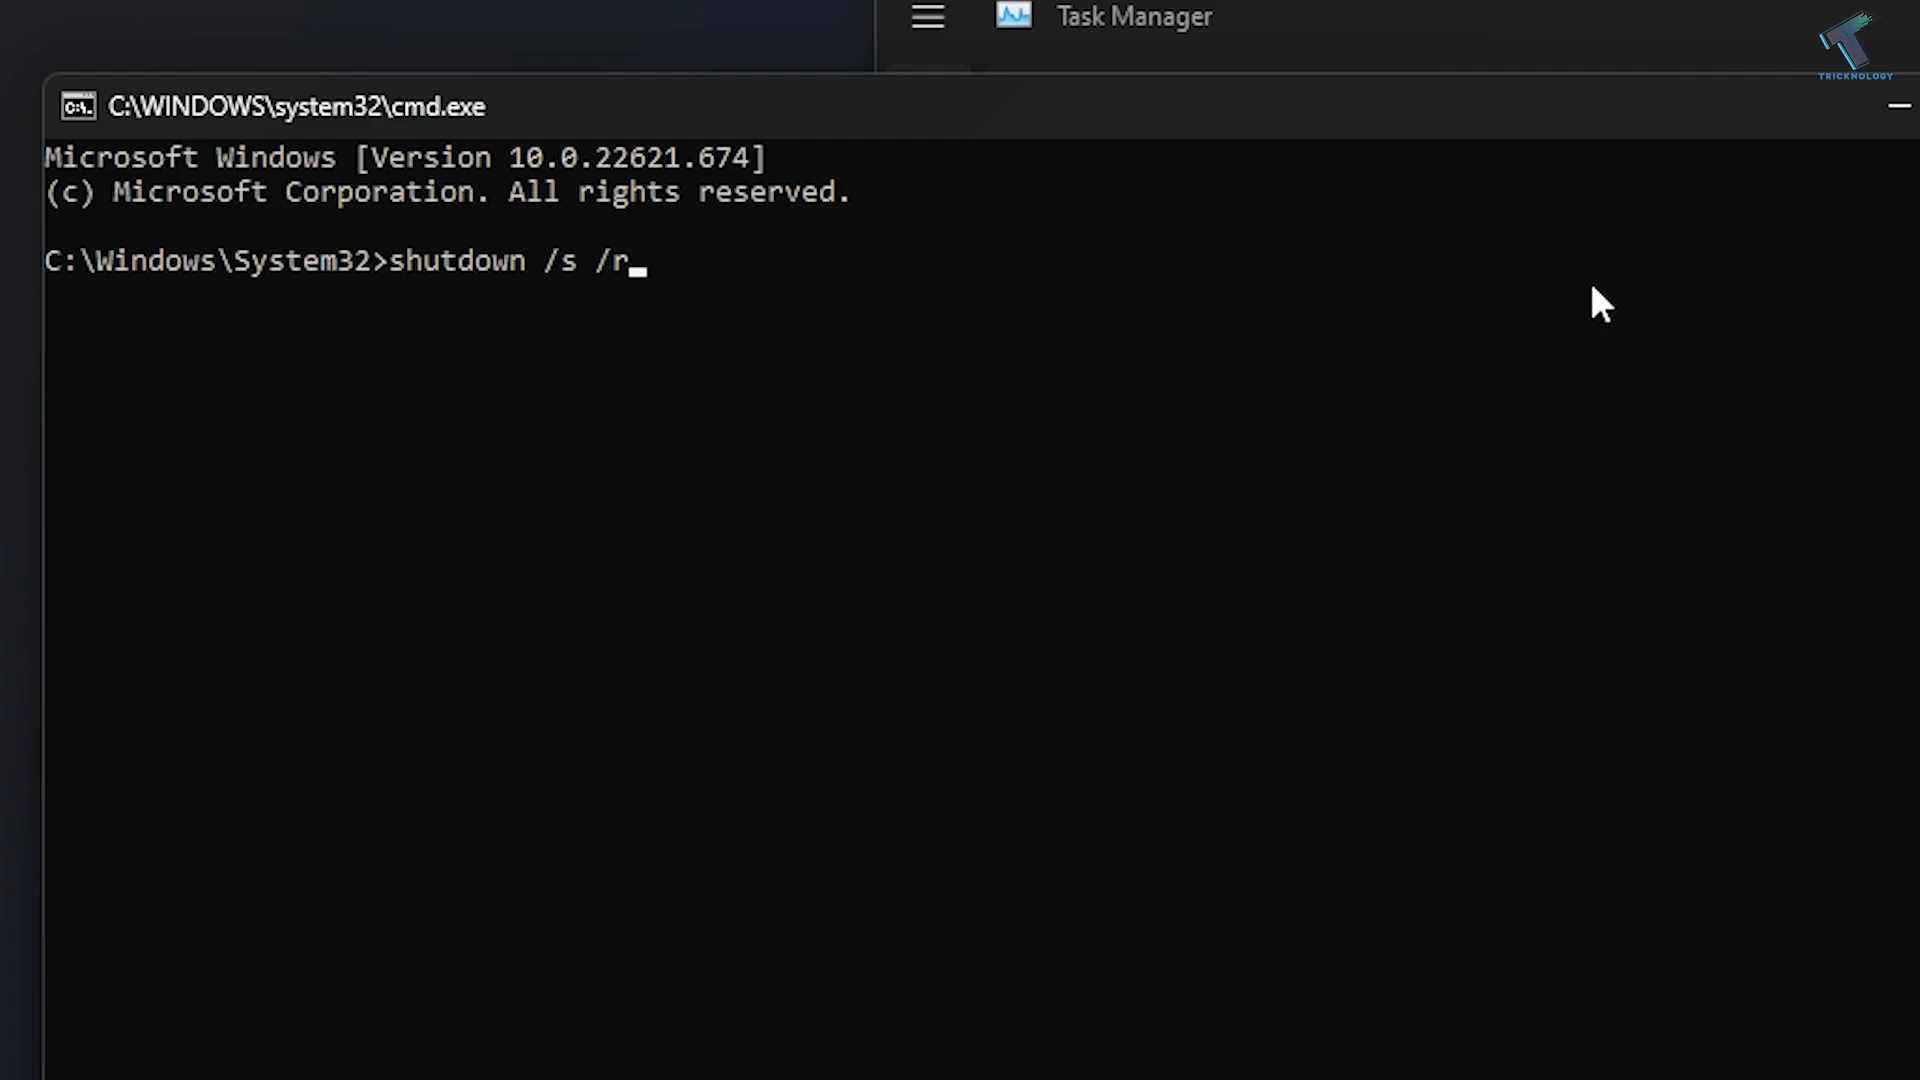 Task Manager
TRICKNOLOGY
C:\WINDOWS\system32\cmd.exe
Microsoft Windows [Version 10.0.22621.674]
(c) Microsoft Corporation. All rights reserved.
C:\Windows\System32>shutdown /s /r